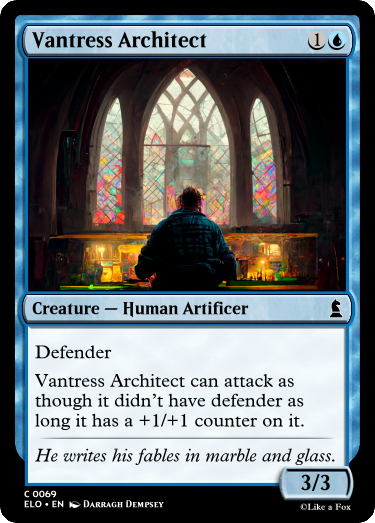 Vantress Architect 1
Creature — Human Artificer
Defender
Vantress Architect can attack as
though it didn't have defender as
long it has a +1/+1 counter on it.
He writes his fables in marble and glass.
3/3
C 0069
ELO • EN Darragh Dempsey
©Like a Fox